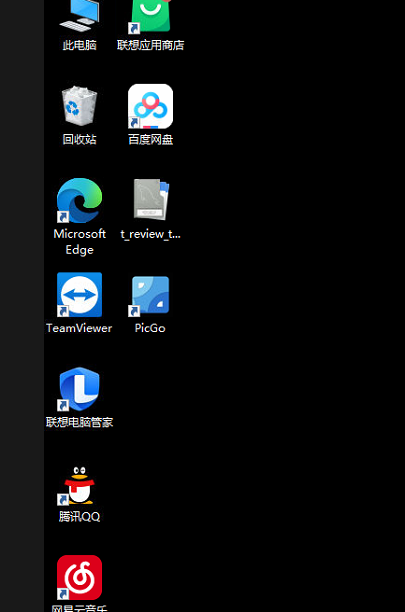 此电脑
联想应用商店
回收站
百度网盘
Microsoft
Edge
t_review_t...
TeamViewer
PicGo
联想电脑管家
腾讯QQ
网易云音乐